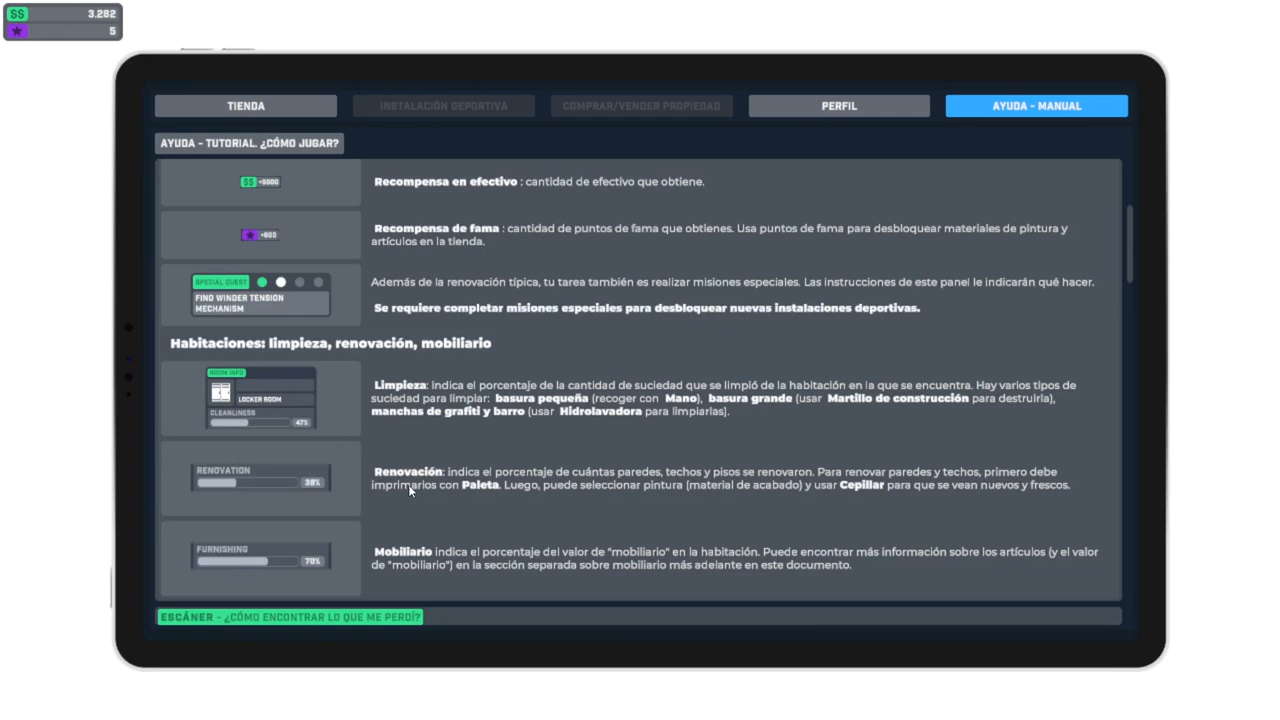 $$ 3.282
5
TIENDA
INSTALACIÓN DEPORTIVA
COMPRAR/VENDER PROPIEDAD
PERFIL
AYUDA - MANUAL
AYUDA - TUTORIAL. ¿CÓMO JUGAR?
$$ +5000
Recompensa en efectivo : cantidad de efectivo que obtiene.
+600
Recompensa de fama : cantidad de puntos de fama que obtienes. Usa puntos de fama para desbloquear materiales de pintura y
artículos en la tienda.
SPECIAL QUEST
FIND WINDER TENSION
MECHANISM
Además de la renovación típica, tu tarea también es realizar misiones especiales. Las instrucciones de este panel le indicarán qué hacer.
Se requiere completar misiones especiales para desbloquear nuevas instalaciones deportivas.
Habitaciones: limpieza, renovación, mobiliario
ROOM INFO
LOCKER ROOM
CLEANLINESS
47%
Limpieza: indica el porcentaje de la cantidad de suciedad que se limpió de la habitación en la que se encuentra. Hay varios tipos de
suciedad para limpiar: basura pequeña (recoger con Mano), basura grande (usar Martillo de construcción para destruirla),
manchas de grafiti y barro (usar Hidrolavadora para limpiarlas).
RENOVATION
38%
Renovación: indica el porcentaje de cuántas paredes, techos y pisos se renovaron. Para renovar paredes y techos, primero debe
imprimarlos con Paleta. Luego, puede seleccionar pintura (material de acabado) y usar Cepillar para que se vean nuevos y frescos.
FURNISHING
70%
Mobiliario indica el porcentaje del valor de "mobiliario" en la habitación. Puede encontrar más información sobre los artículos (y el valor
de "mobiliario") en la sección separada sobre mobiliario más adelante en este documento.
ESCÁNER - ¿CÓMO ENCONTRAR LO QUE ME PERDÍ?